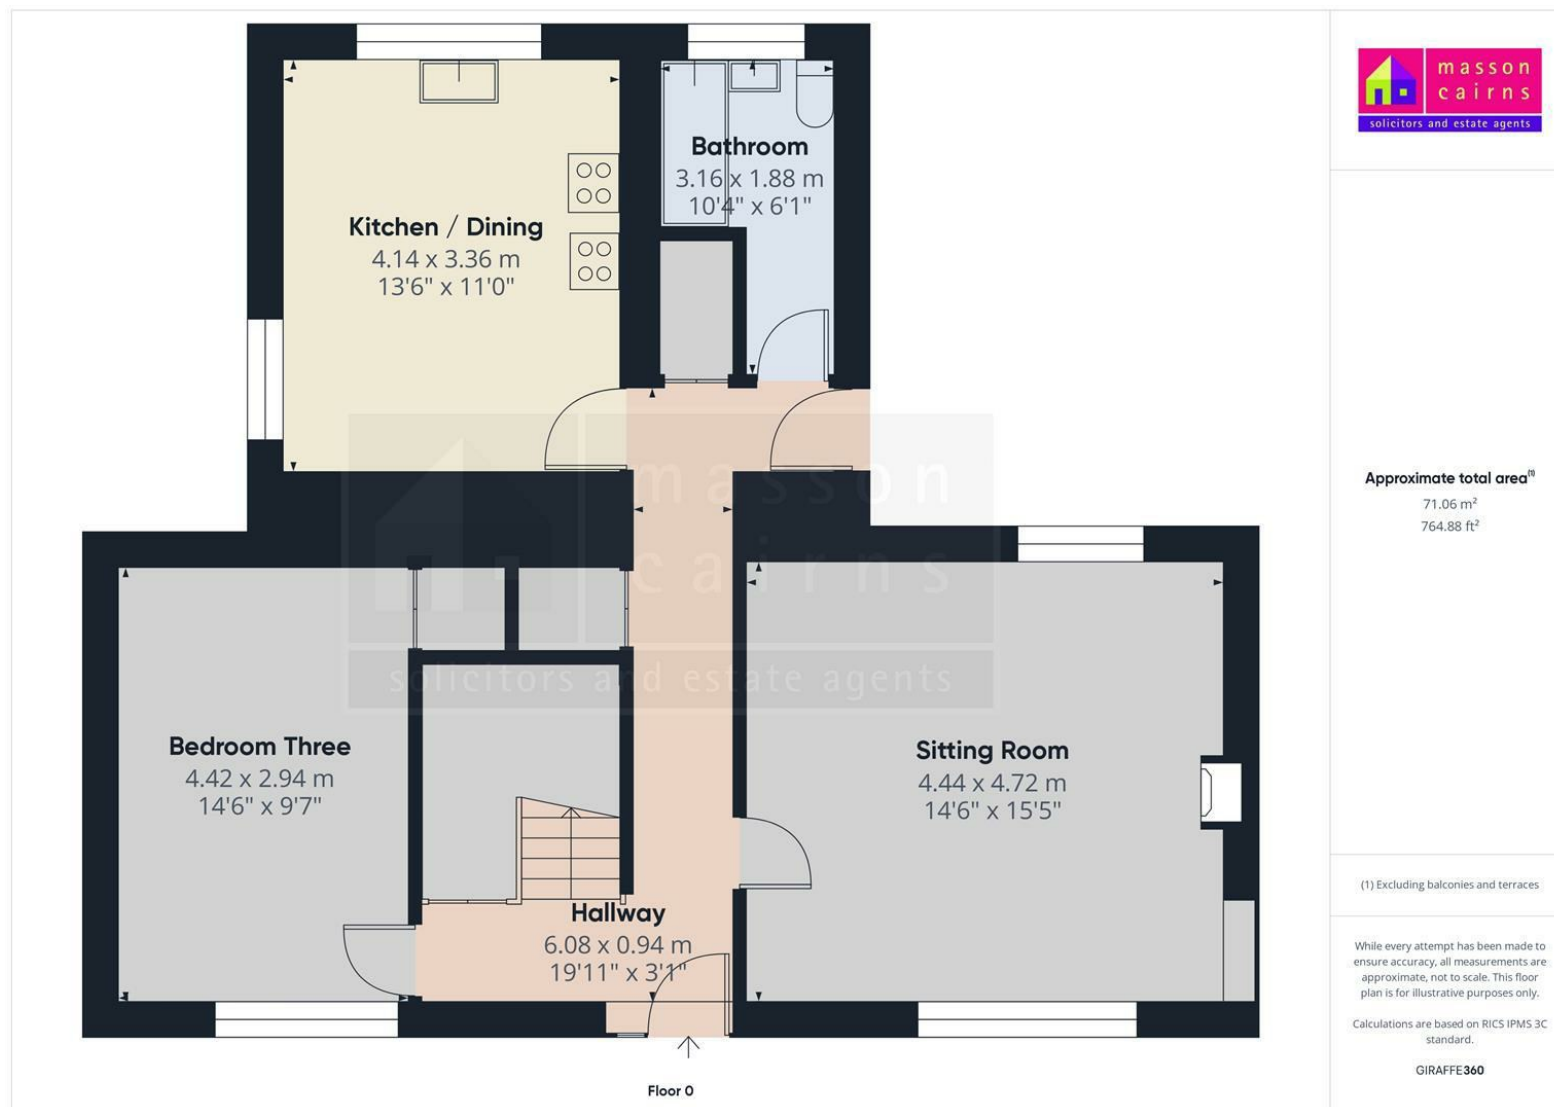 masson
cairns
solicitors and estate agents
Bathroom
3.16 x 1.88 m
10'4" x 6'1"
Kitchen / Dining
4.14 x 3.36 m
13'6" x 11'0"
masson
cairns
solicitors and estate agents
Bedroom Three
4.42 x 2.94 m
14'6" x 9'7"
Sitting Room
4.44 x 4.72 m
14'6" x 15'5"
Hallway
6.08 x 0.94 m
19'11" x 3'1"
Floor 0
Approximate total area⁽¹⁾
71.06 m²
764.88 ft²
(1) Excluding balconies and terraces
While every attempt has been made to
ensure accuracy, all measurements are
approximate, not to scale. This floor
plan is for illustrative purposes only.
Calculations are based on RICS IPMS 3C
standard.
GIRAFFE360